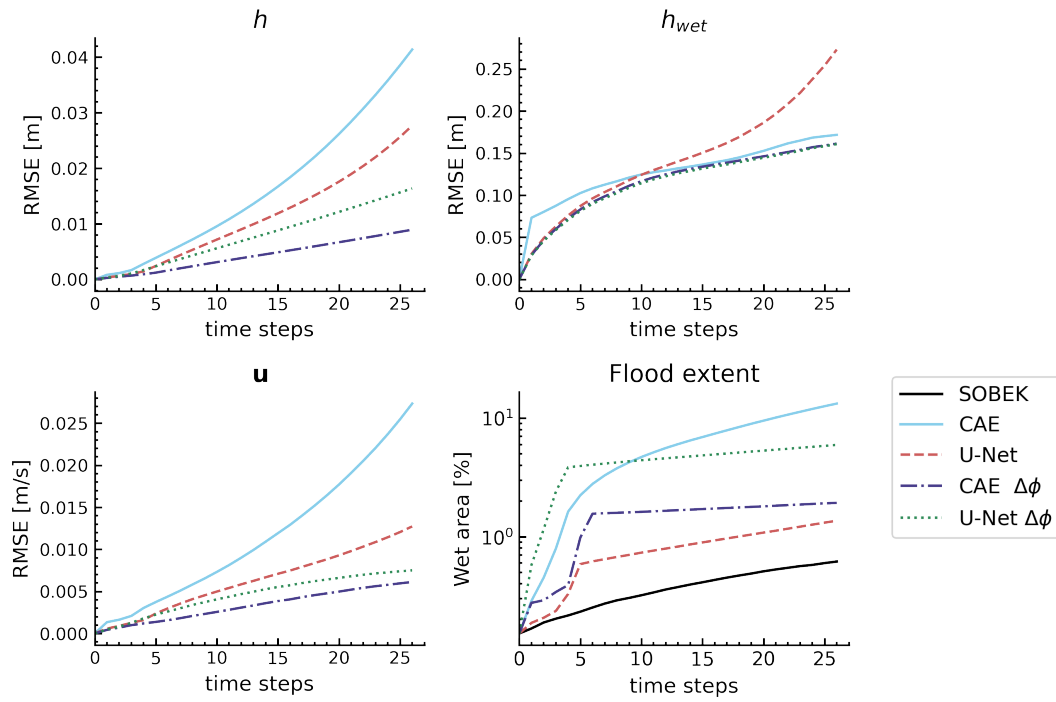 h
RMSE [m]
0.04
0.03
0.02
0.01
0.00
0 5 10 15 20 25
time steps
h_wet
RMSE [m]
0.25
0.20
0.15
0.10
0.05
0.00
0 5 10 15 20 25
time steps
u
RMSE [m/s]
0.025
0.020
0.015
0.010
0.005
0.000
0 5 10 15 20 25
time steps
Flood extent
Wet area [%]
10¹
10⁰
0 5 10 15 20 25
time steps
SOBEK
CAE
U-Net
CAE Δϕ
U-Net Δϕ